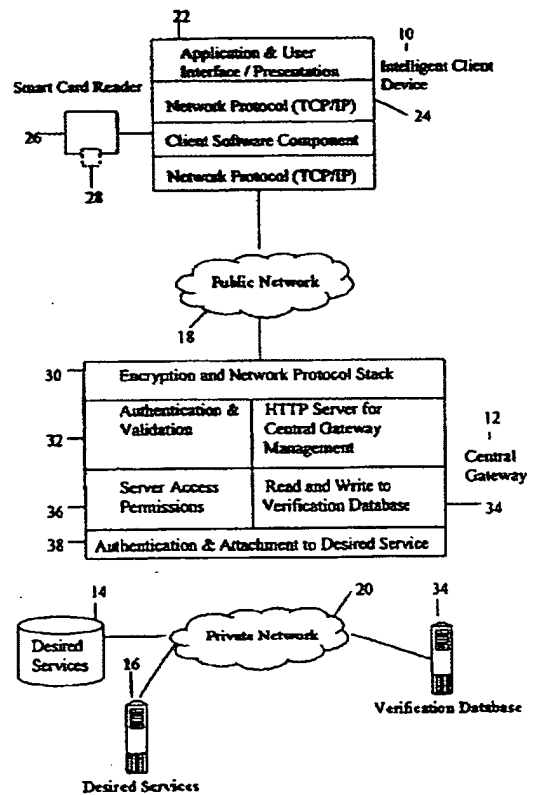 22
10
Application & User
Interface / Presentation
Intelligent Client
Device
Smart Card Reader
Network Protocol (TCP/IP)
24
26
Client Software Component
Network Protocol (TCP/IP)
28
Public Network
18
30
Encryption and Network Protocol Stack
Authentication &
Validation
HTTP Server for
Central Gateway
Management
12
32
Central
Gateway
Server Access
Permissions
Read and Write to
Verification Database
36
34
38
Authentication & Attachment to Desired Service
14
20
34
Desired
Services
Private Network
16
Verification Database
Desired Services